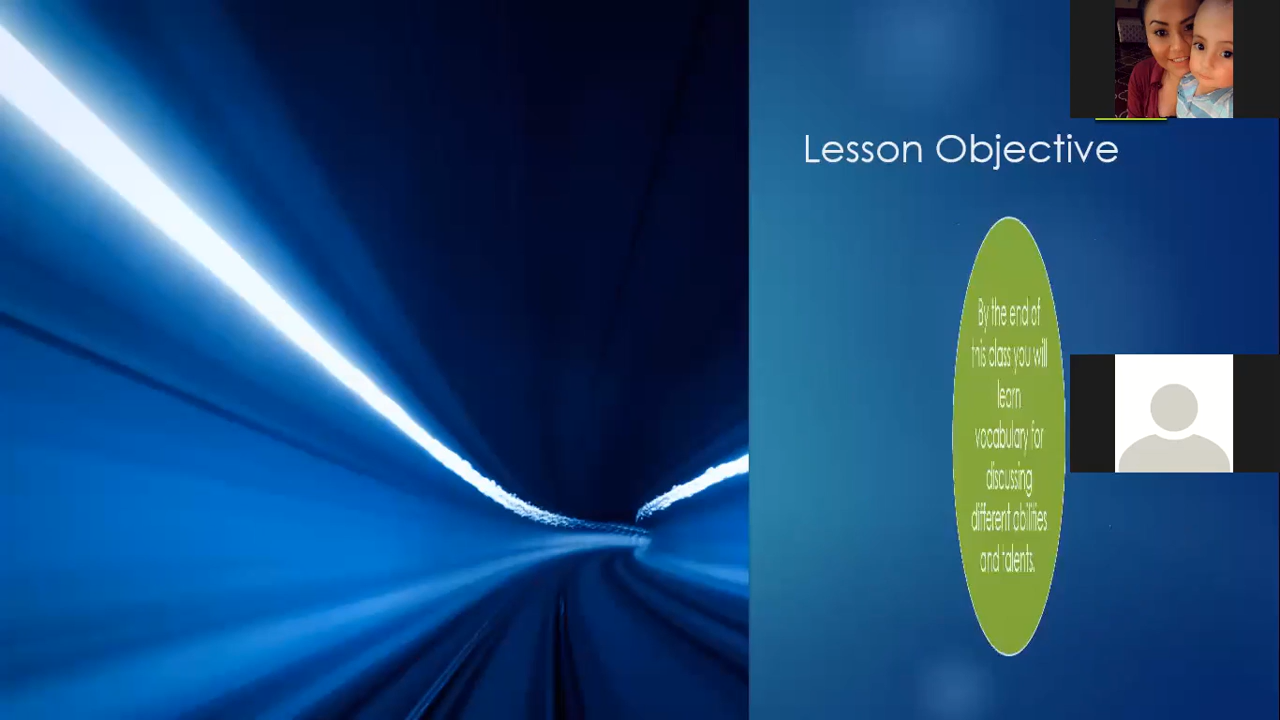 Lesson Objective
By the end of
this class you will
learn
vocabulary for
discussing
different abilities
and talents.